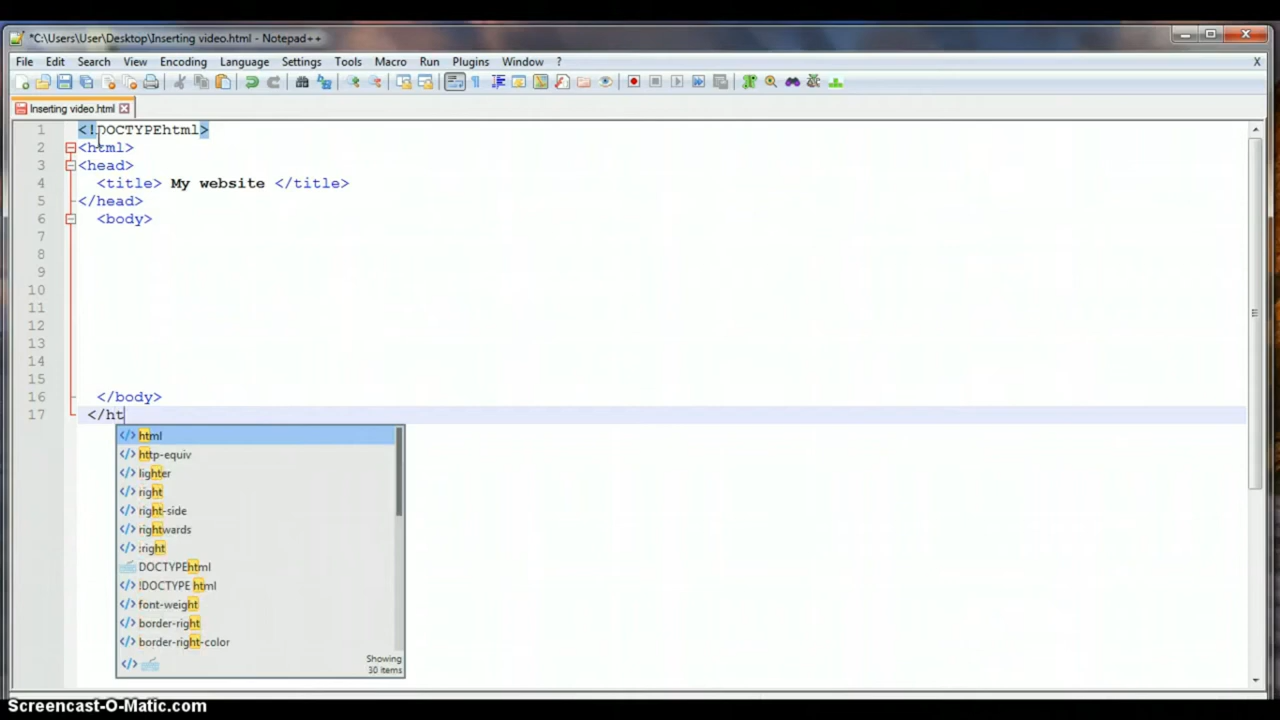 *C:\Users\User\Desktop\Inserting video.html - Notepad++
File Edit Search View Encoding Language Settings Tools Macro Run Plugins Window ? X
Inserting video.html
1 <!DOCTYPEhtml>
2 <html>
3 <head>
4 <title> My website </title>
5 </head>
6 <body>
7
8
9
10
11
12
13
14
15
16 </body>
17 </ht
</> html
</> http-equiv
</> lighter
</> right
</> right-side
</> rightwards
</> :right
DOCTYPEhtml
</> !DOCTYPE html
</> font-weight
</> border-right
</> border-right-color
</>
Showing
30 items
Screencast-O-Matic.com